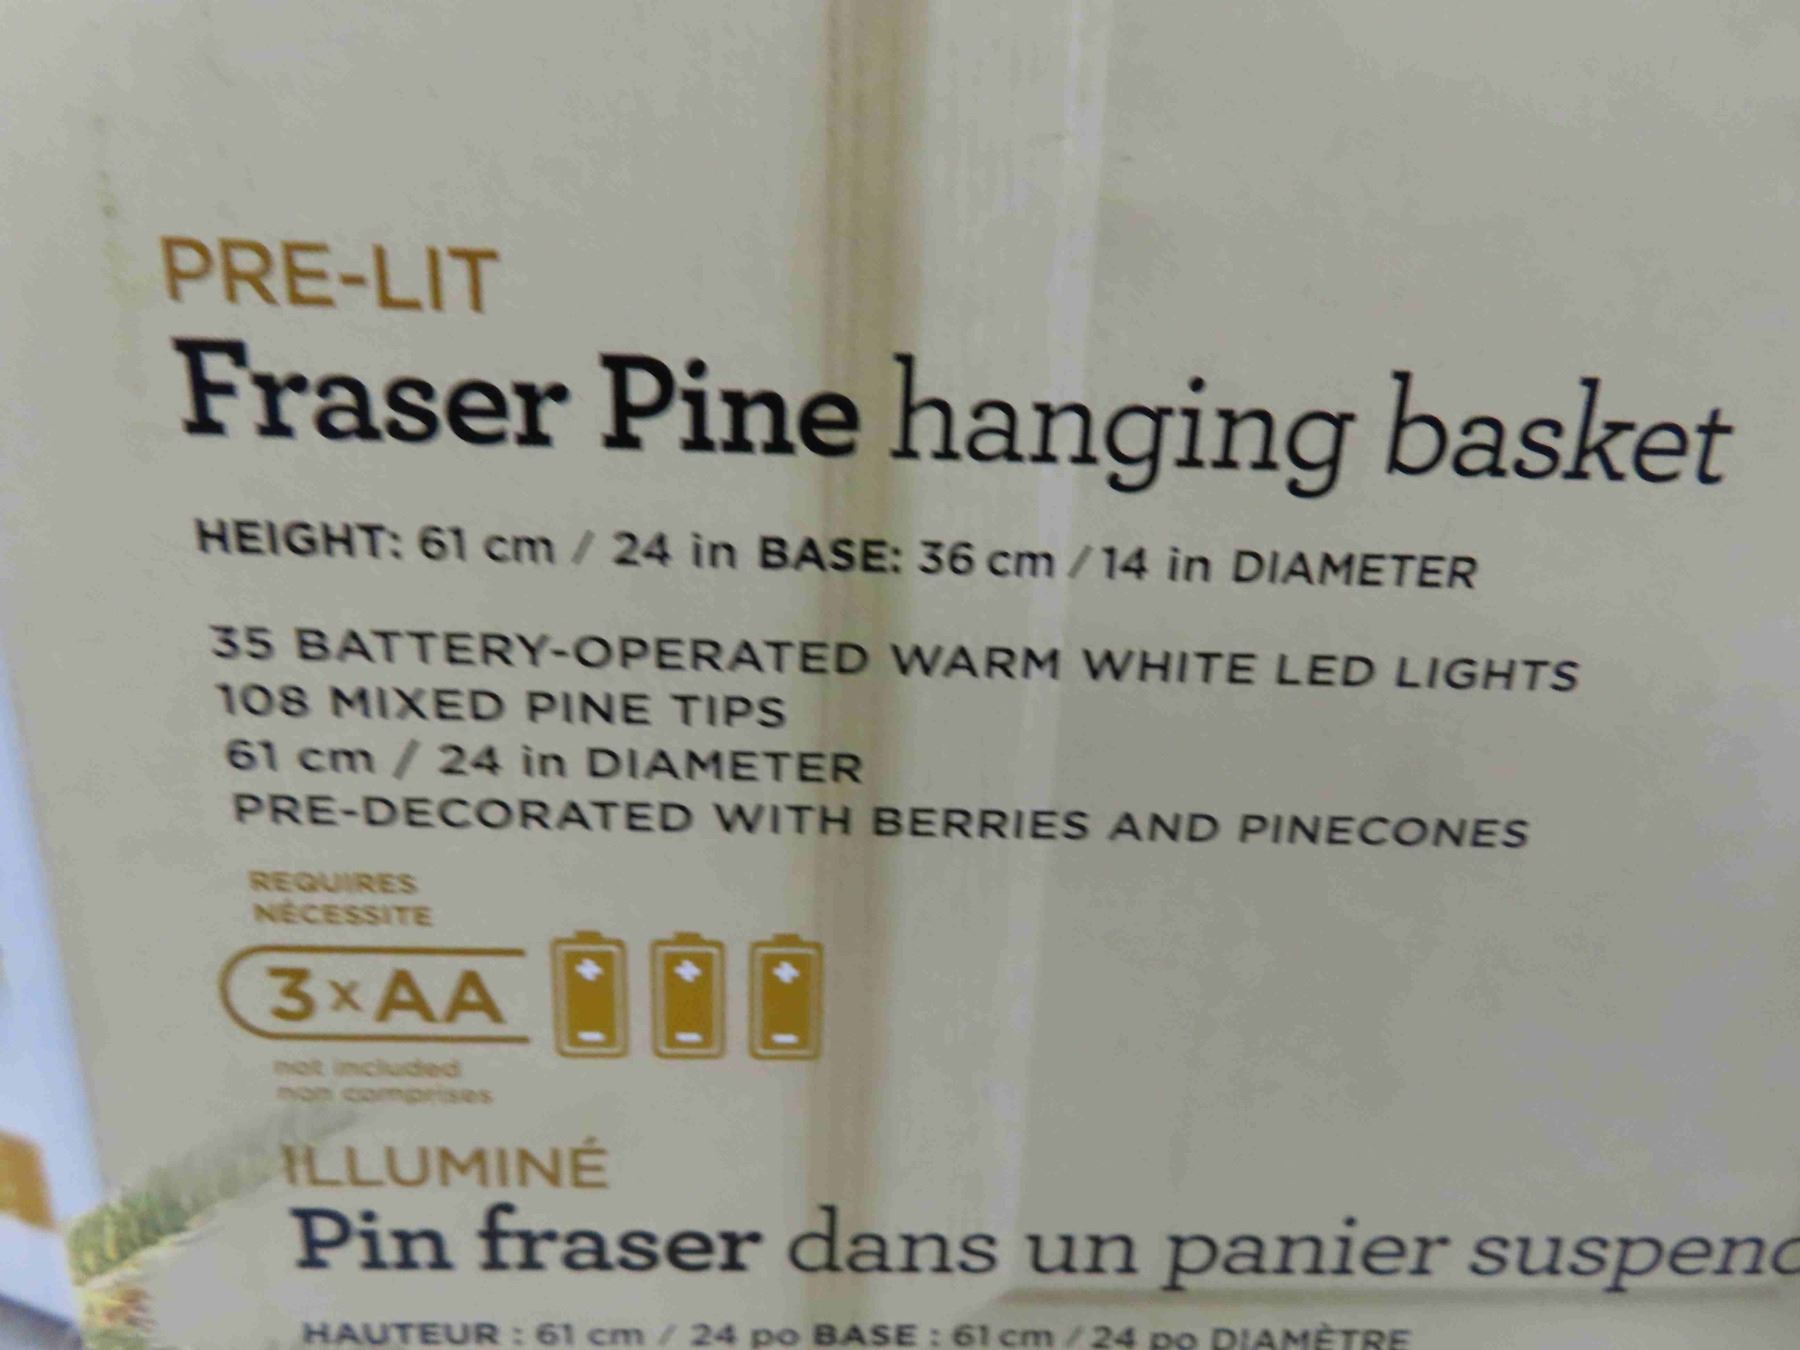 PRE-LIT
Fraser Pine hanging basket
HEIGHT: 61 cm / 24 in BASE: 36 cm / 14 in DIAMETER
35 BATTERY-OPERATED WARM WHITE LED LIGHTS
108 MIXED PINE TIPS
61 cm / 24 in DIAMETER
PRE-DECORATED WITH BERRIES AND PINECONES
REQUIRES
NÉCESSITE
3 x AA
not included
non comprises
ILLUMINÉ
Pin fraser dans un panier suspend
HAUTEUR : 61 cm / 24 po BASE : 61 cm / 24 po DIAMÈTRE